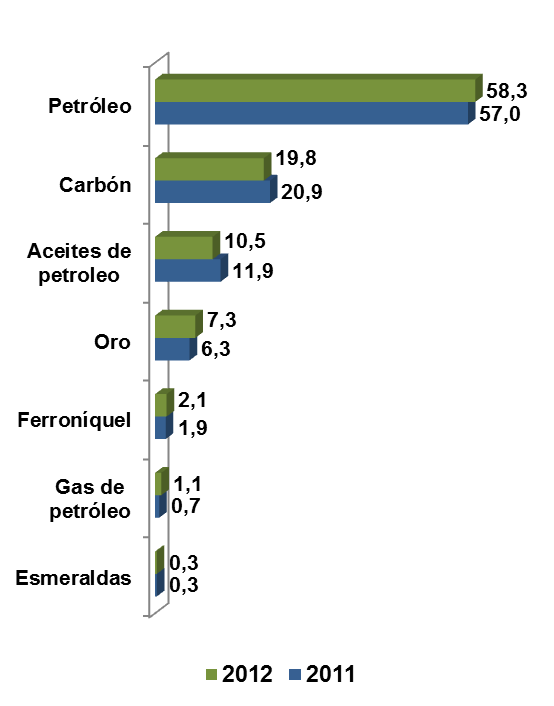 Petróleo
58,3
57,0
Carbón
19,8
20,9
Aceites de
petroleo
10,5
11,9
Oro
7,3
6,3
Ferroníquel
2,1
1,9
Gas de
petróleo
1,1
0,7
Esmeraldas
0,3
0,3
2012 2011